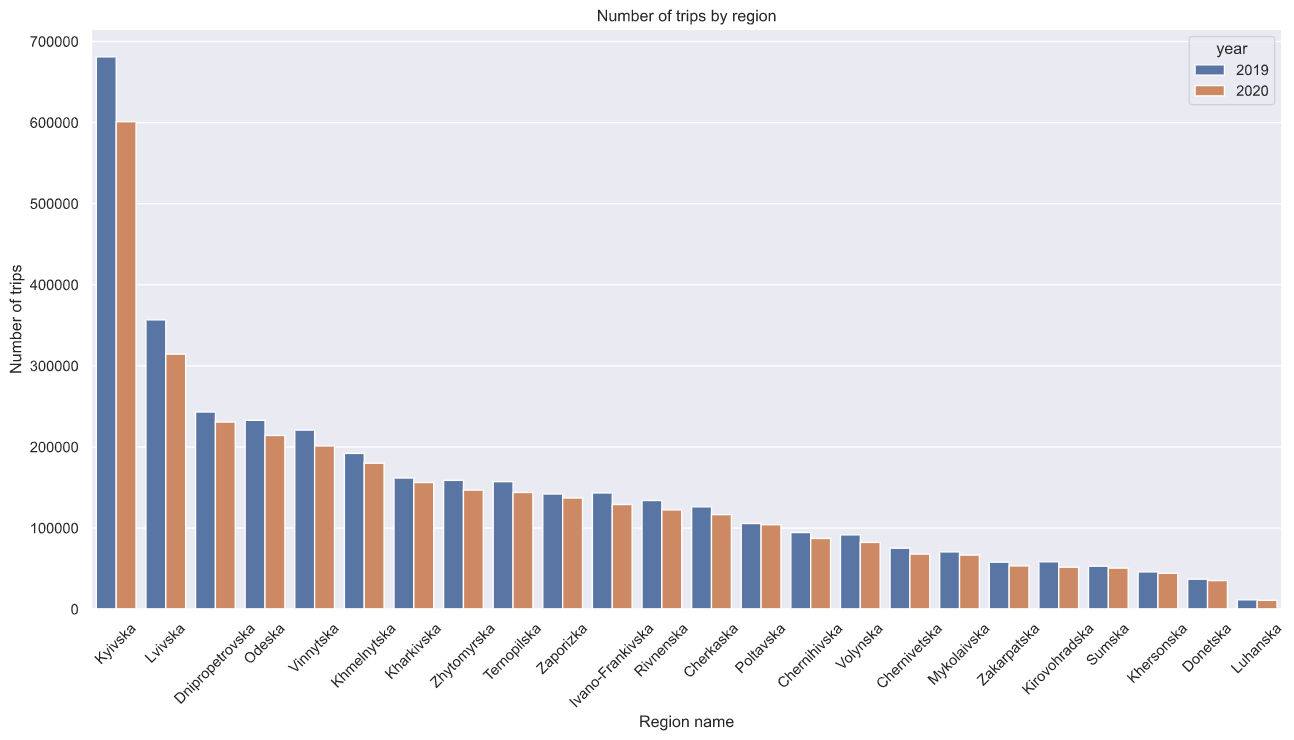 Number of trips by region
year
2019
2020
Number of trips
700000
600000
500000
400000
300000
200000
100000
0
Kyivska
Lvivska
Dnipropetrovska
Odeska
Vinnytska
Khmelnytska
Kharkivska
Zhytomyrska
Ternopilska
Zaporizka
Ivano-Frankivska
Rivnenska
Cherkaska
Poltavska
Chernihivska
Volynska
Chernivetska
Mykolaivska
Zakarpatska
Kirovohradska
Sumska
Khersonska
Donetska
Luhanska
Region name